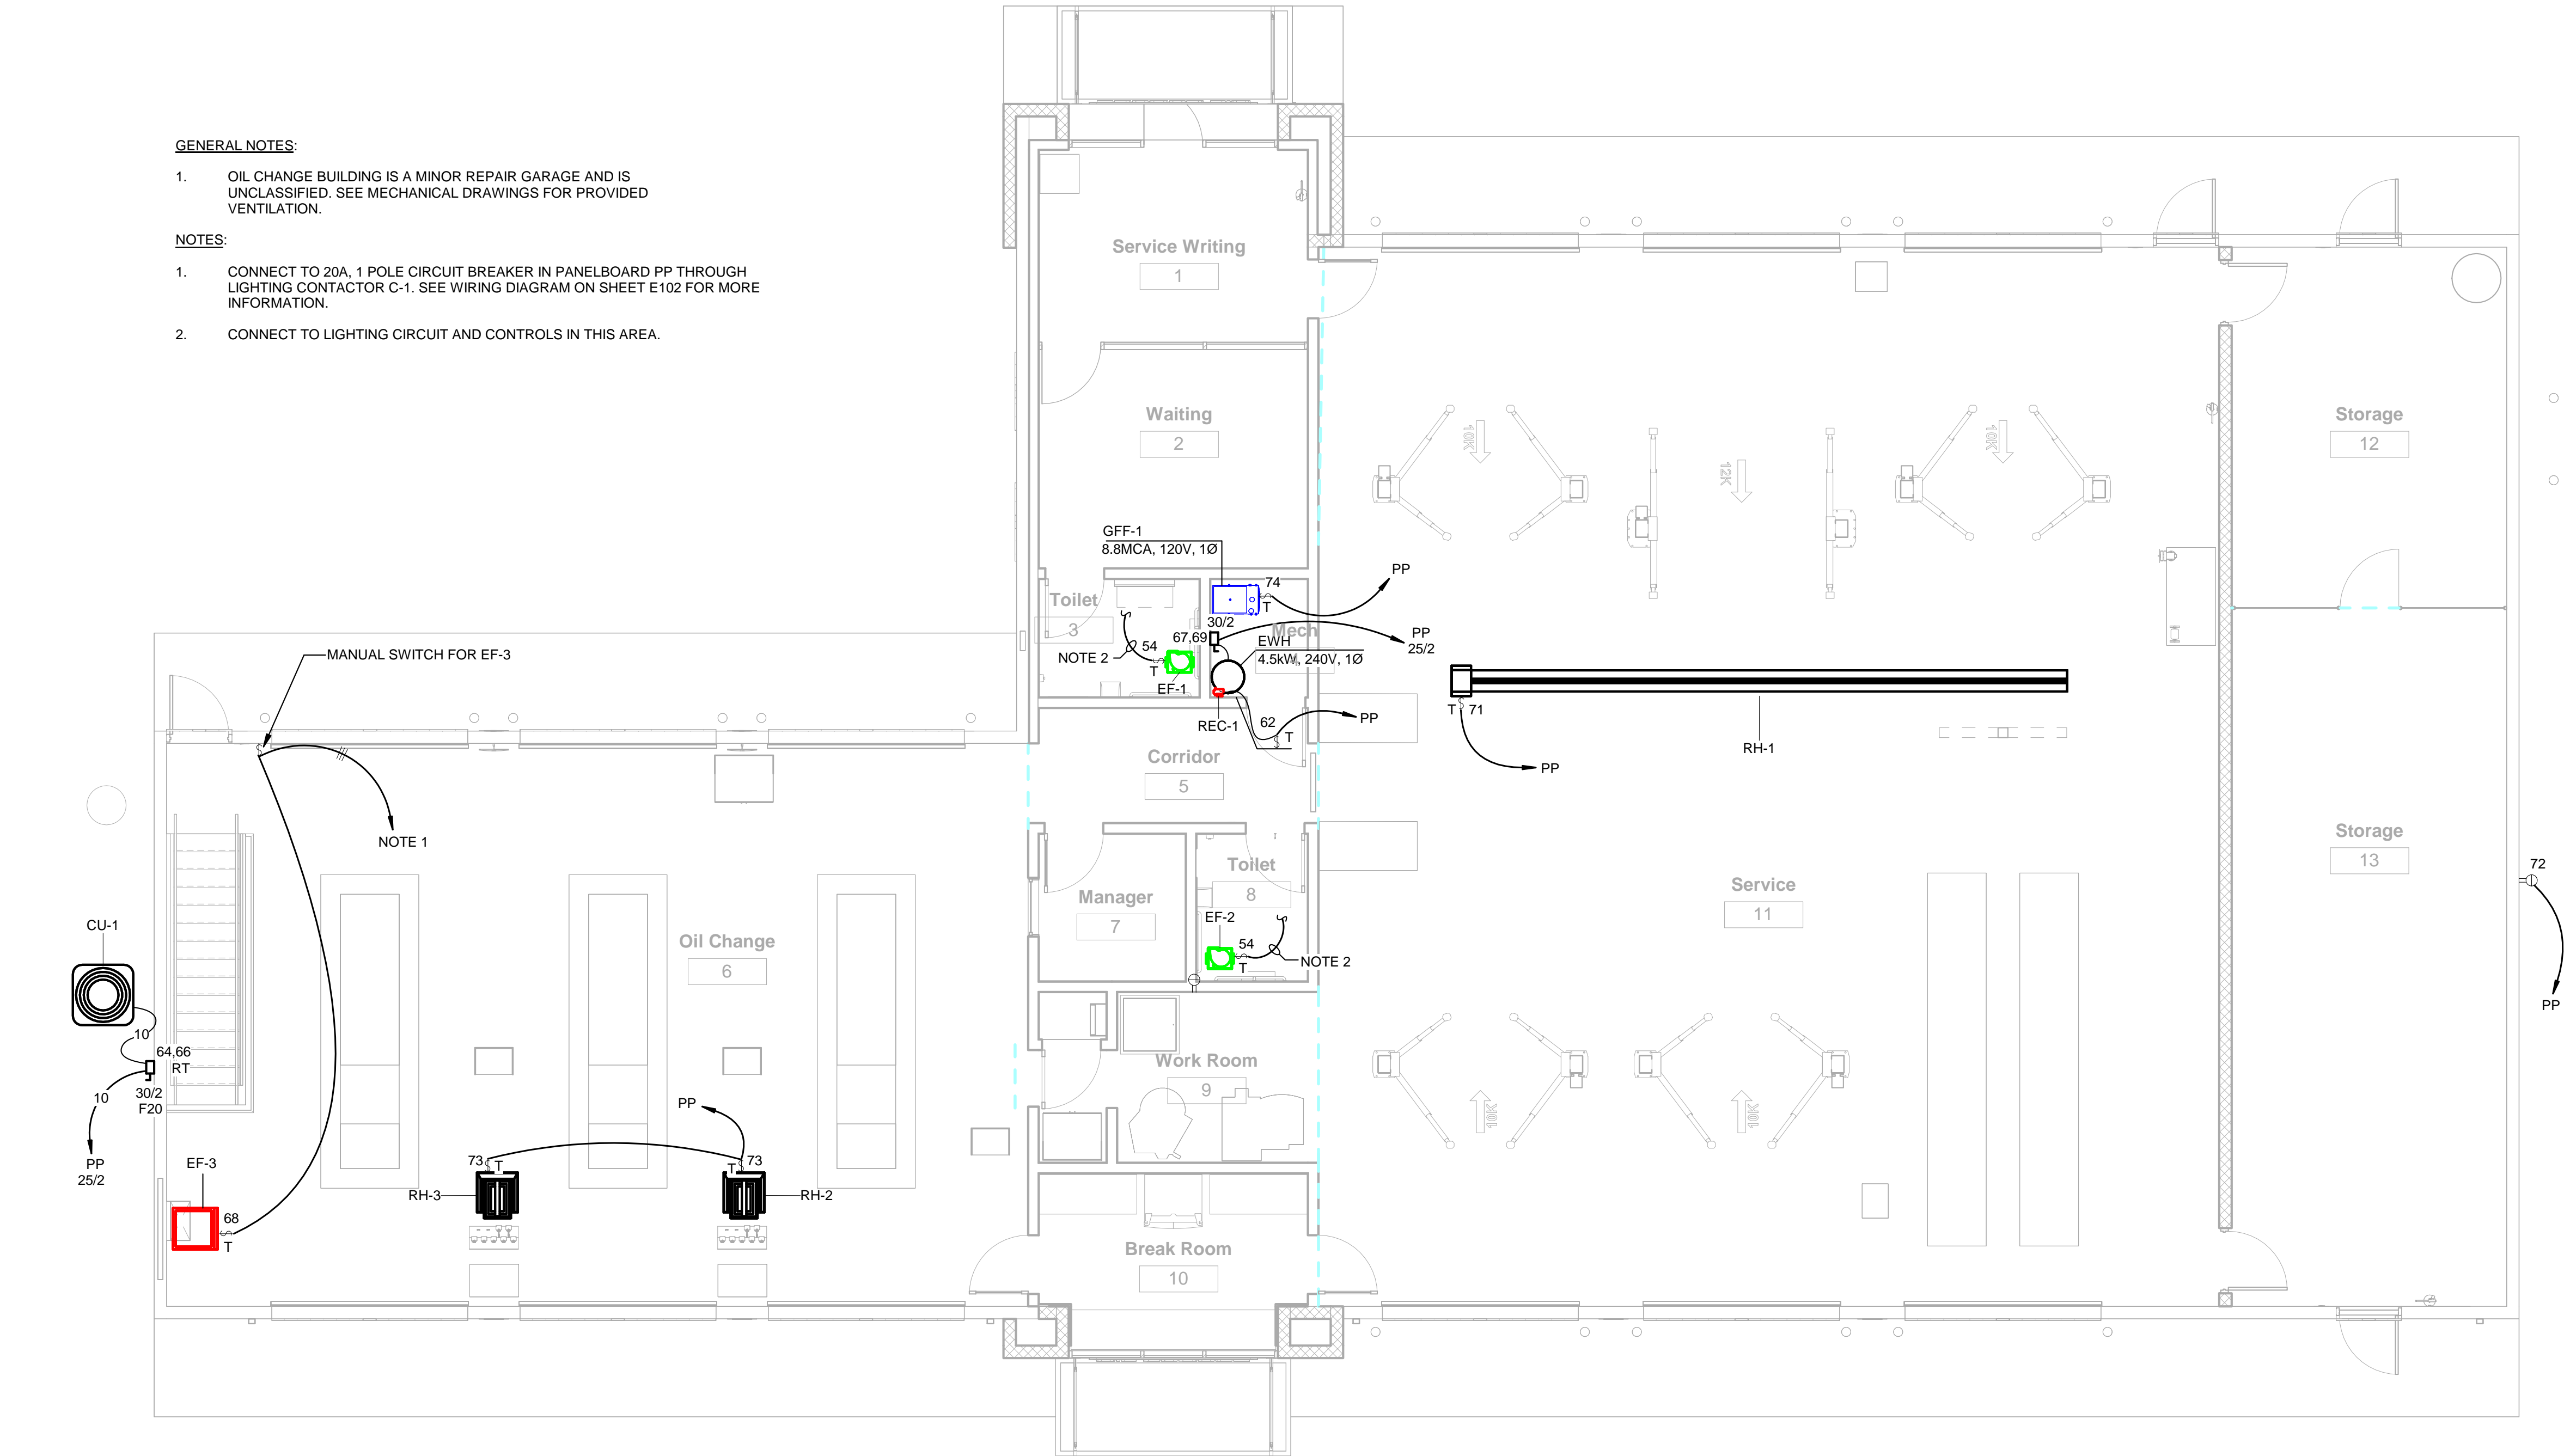 GENERAL NOTES:
1. OIL CHANGE BUILDING IS A MINOR REPAIR GARAGE AND IS
UNCLASSIFIED. SEE MECHANICAL DRAWINGS FOR PROVIDED
VENTILATION.
NOTES:
1. CONNECT TO 20A, 1 POLE CIRCUIT BREAKER IN PANELBOARD PP THROUGH
LIGHTING CONTACTOR C-1. SEE WIRING DIAGRAM ON SHEET E102 FOR MORE
INFORMATION.
2. CONNECT TO LIGHTING CIRCUIT AND CONTROLS IN THIS AREA.
Service Writing
1
Waiting
2
10K
12K
10K
Storage
12
GFF-1
8.8MCA, 120V, 1Ø
74
T
PP
Toilet
3
30/2
Mech
4
67,69
EWH
4.5kW, 240V, 1Ø
PP
25/2
54
T
NOTE 2
EF-1
REC-1
62
T
PP
MANUAL SWITCH FOR EF-3
NOTE 1
T
71
PP
RH-1
Corridor
5
Storage
13
72
PP
Toilet
8
Manager
7
Service
11
EF-2
54
T
NOTE 2
CU-1
Oil Change
6
10
64,66
RT
30/2
F20
10
PP
25/2
Work Room
9
10K
10K
PP
73
T
T
73
RH-3
RH-2
EF-3
68
T
Break Room
10